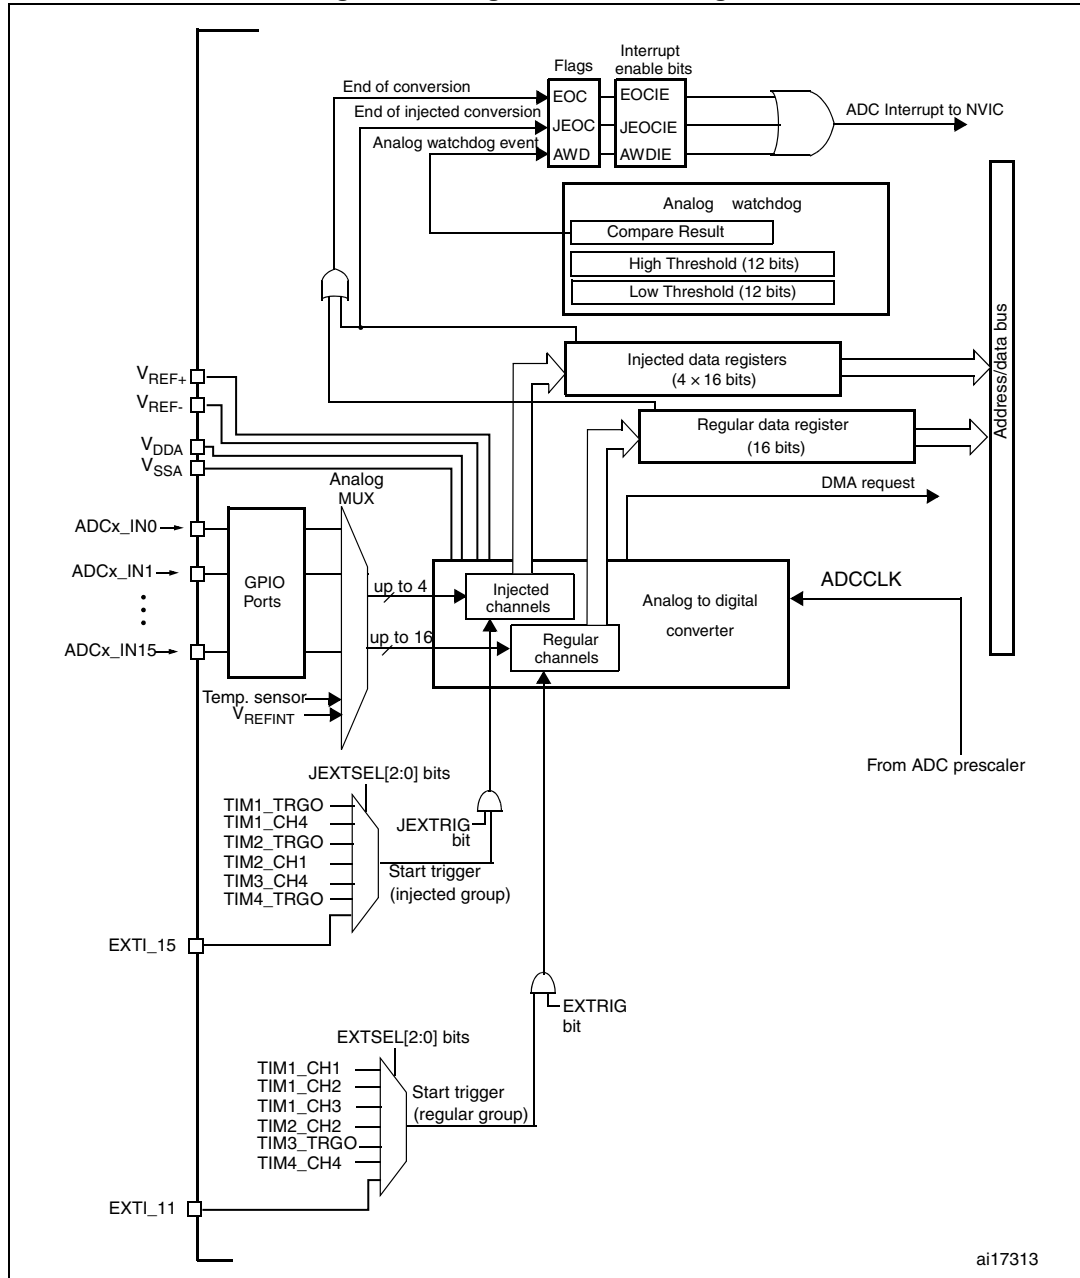 Flags
Interrupt
enable bits
End of conversion
EOC
EOCIE
ADC Interrupt to NVIC
End of injected conversion
JEOC
JEOCIE
Analog watchdog event
AWD
AWDIE
Analog watchdog
Compare Result
High Threshold (12 bits)
Low Threshold (12 bits)
Address/data bus
Injected data registers
(4 × 16 bits)
Regular data register
(16 bits)
VREF+
VREF-
VDDA
VSSA
Analog
MUX
DMA request
ADCx_IN0
ADCx_IN1
ADCx_IN15
GPIO
Ports
up to 4
up to 16
Injected
channels
Regular
channels
Analog to digital
converter
ADCCLK
Temp. sensor
VREFINT
From ADC prescaler
JEXTSEL[2:0] bits
TIM1_TRGO
TIM1_CH4
TIM2_TRGO
TIM2_CH1
TIM3_CH4
TIM4_TRGO
JEXTRIG
bit
Start trigger
(injected group)
EXTI_15
EXTRIG
bit
EXTSEL[2:0] bits
TIM1_CH1
TIM1_CH2
TIM1_CH3
TIM2_CH2
TIM3_TRGO
TIM4_CH4
Start trigger
(regular group)
EXTI_11
ai17313